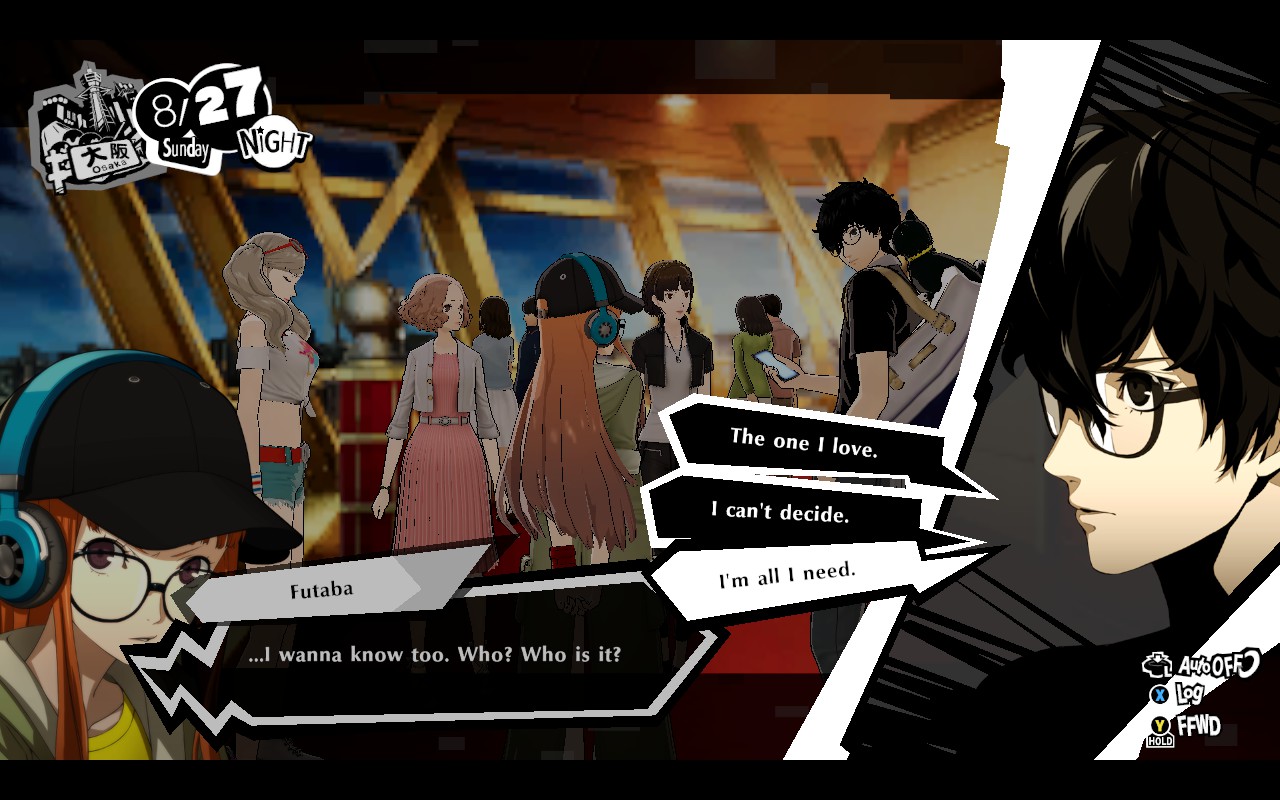 8/27
大阪
Osaka
Sunday
NiGHT
The one I love.
I can't decide.
I'm all I need.
Futaba
...I wanna know too. Who? Who is it?
Auto OFF
X Log
Y FFWD
HOLD